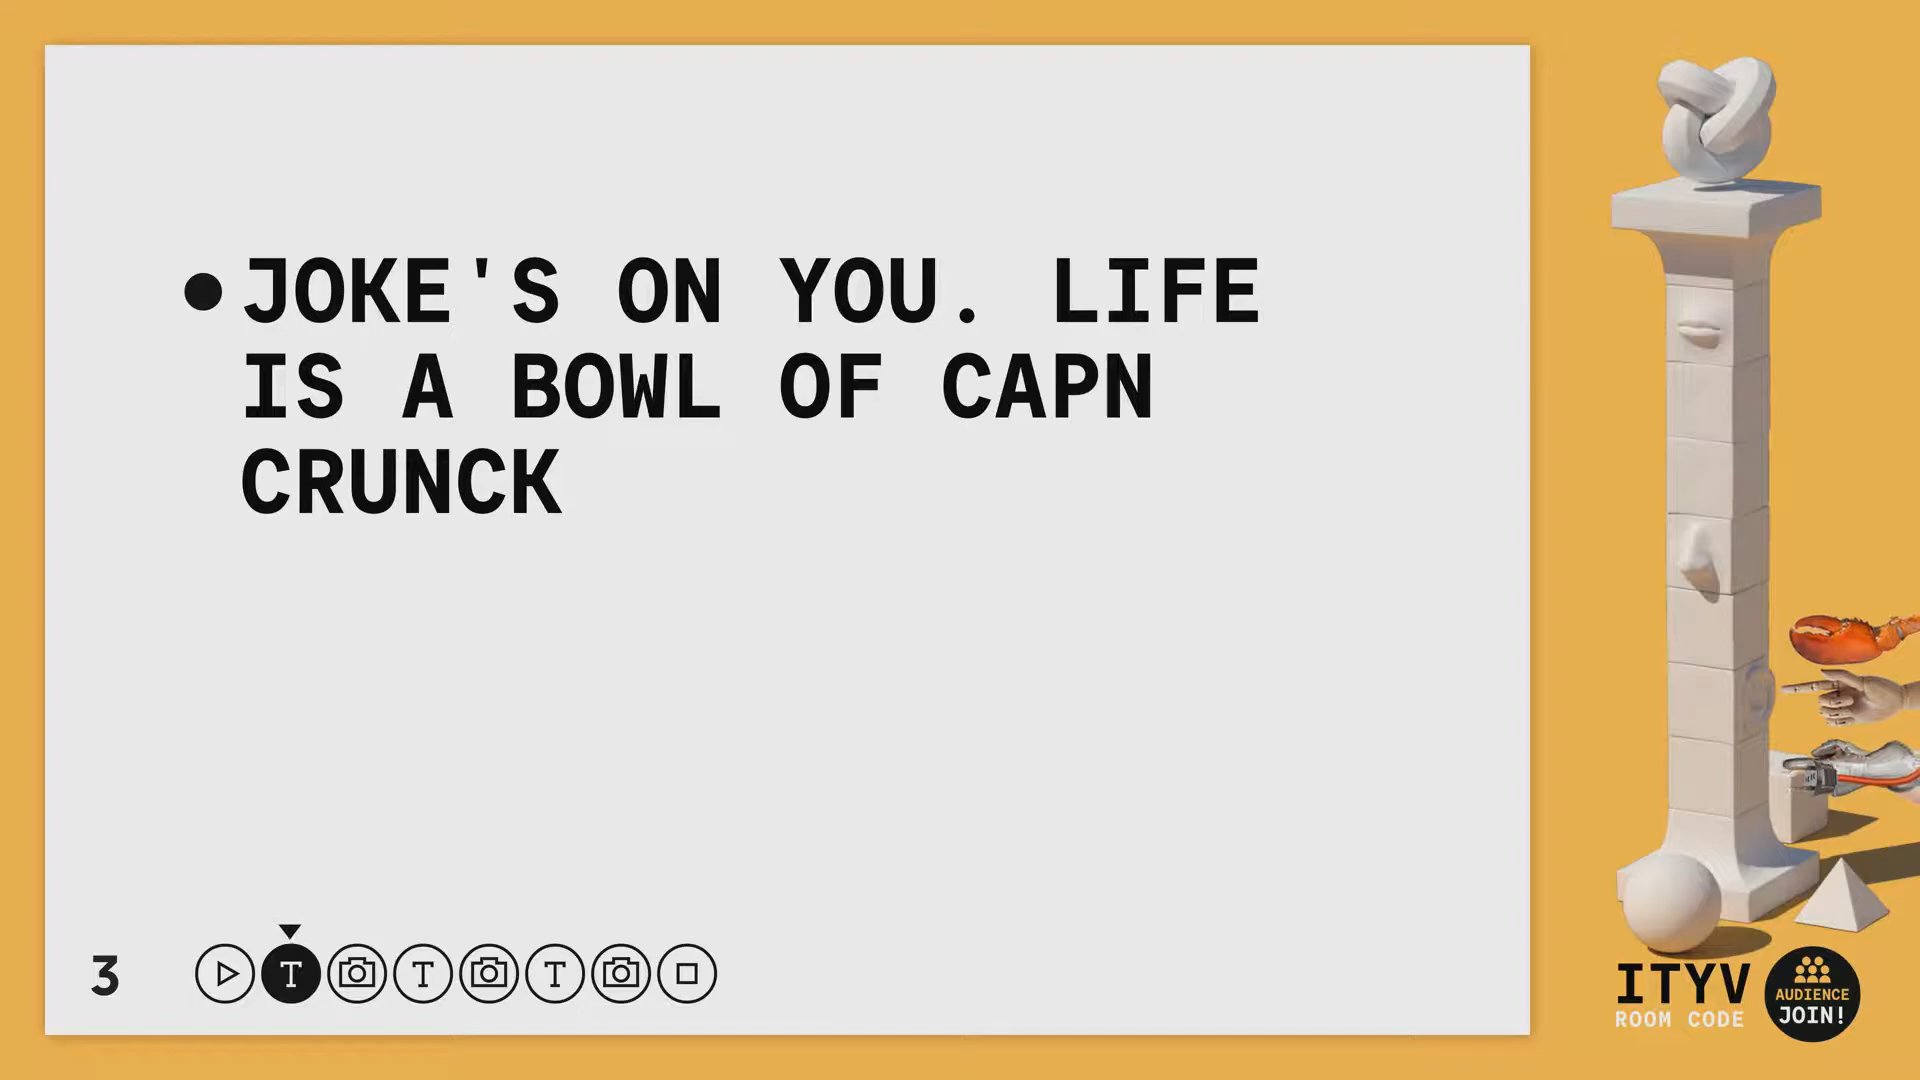 JOKE'S ON YOU. LIFE
IS A BOWL OF CAPN
CRUNCK
3
T
T
T
ITYV
ROOM CODE
AUDIENCE
JOIN!